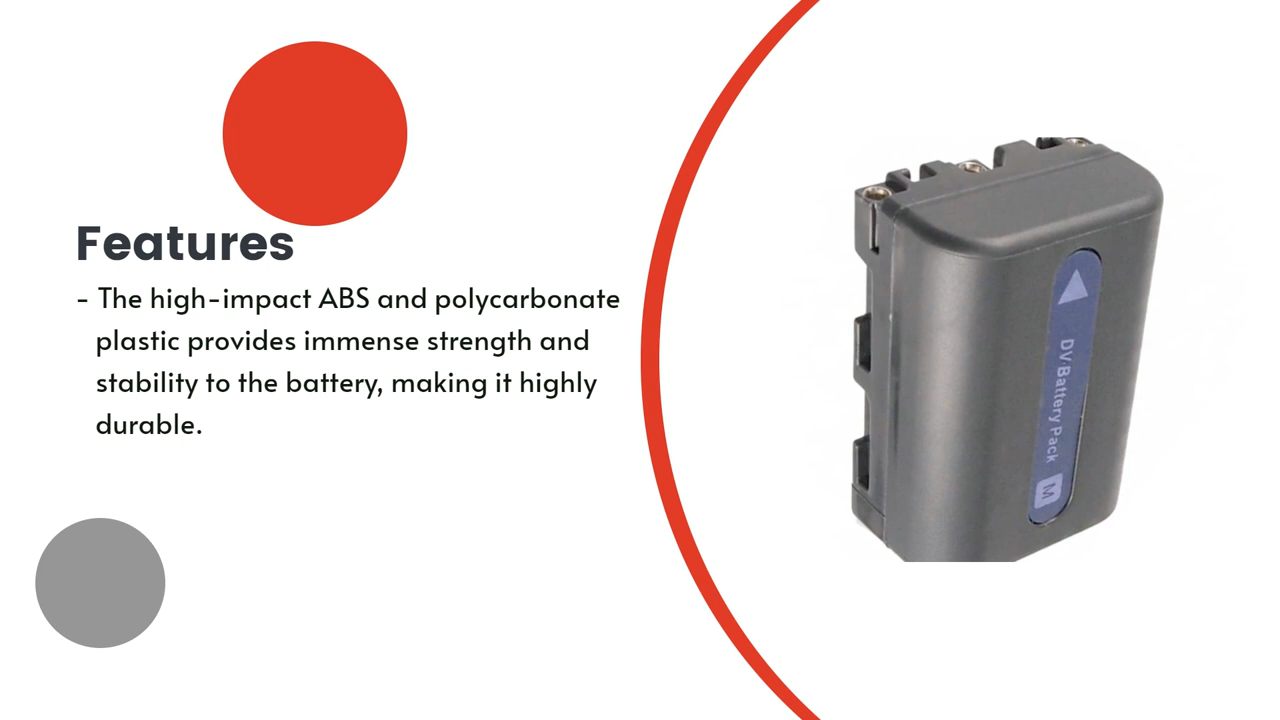 Features
- The high-impact ABS and polycarbonate
plastic provides immense strength and
stability to the battery, making it highly
durable.
DV Battery Pack
M